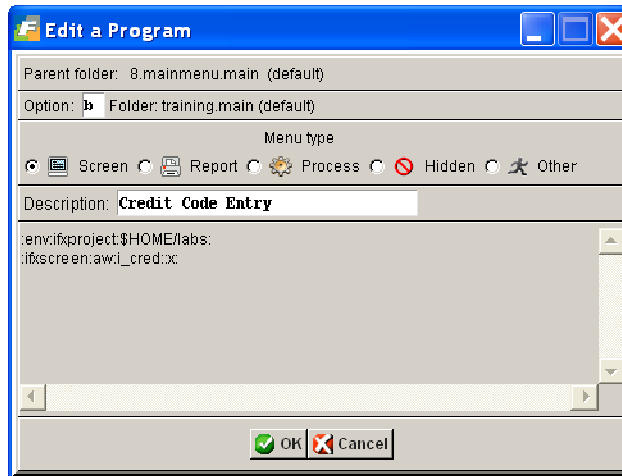 Edit a Program
Parent folder: 8.mainmenu.main (default)
Option: b Folder: training.main (default)
Menu type
Screen Report Process Hidden Other
Description: Credit Code Entry
:env:ifxproject:$HOME/labs:
:ifxscreen:aw:i_cred::x:
OK Cancel